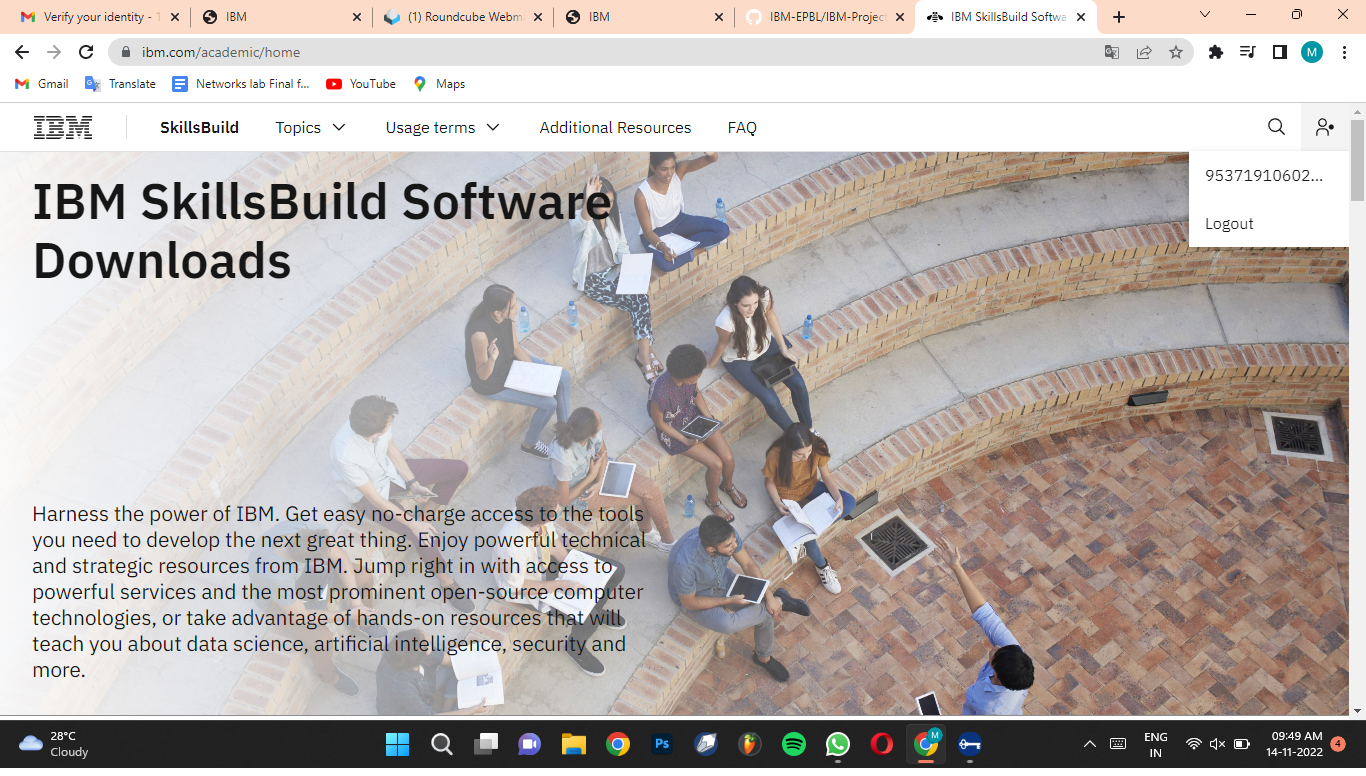 Verify your identity - T
IBM
(1) Roundcube Webma
IBM
IBM-EPBL/IBM-Project
IBM SkillsBuild Softwa
ibm.com/academic/home
M
Gmail
Translate
Networks lab Final f...
YouTube
Maps
IBM
SkillsBuild
Topics
Usage terms
Additional Resources
FAQ
95371910602...
Logout
IBM SkillsBuild Software
Downloads
Harness the power of IBM. Get easy no-charge access to the tools
you need to develop the next great thing. Enjoy powerful technical
and strategic resources from IBM. Jump right in with access to
powerful services and the most prominent open-source computer
technologies, or take advantage of hands-on resources that will
teach you about data science, artificial intelligence, security and
more.
28°C
Cloudy
Ps
M
ENG
IN
09:49 AM
14-11-2022
4